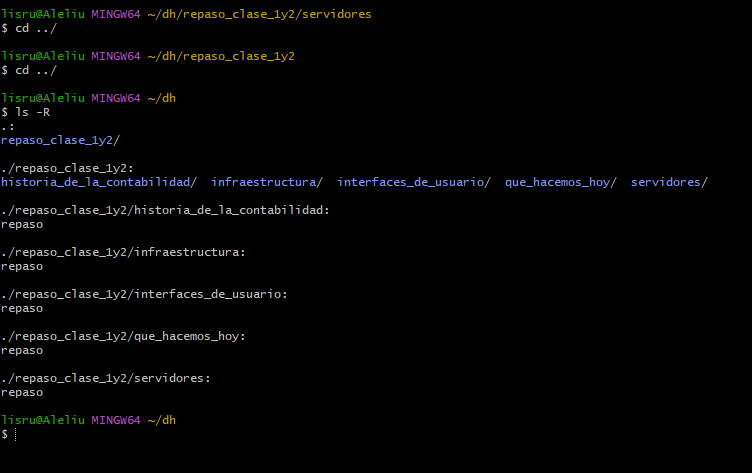 lisru@Aleliu MINGW64 ~/dh/repaso_clase_1y2/servidores
$ cd ../
lisru@Aleliu MINGW64 ~/dh/repaso_clase_1y2
$ cd ../
lisru@Aleliu MINGW64 ~/dh
$ ls -R
.:
repaso_clase_1y2/
./repaso_clase_1y2:
historia_de_la_contabilidad/  infraestructura/  interfaces_de_usuario/  que_hacemos_hoy/  servidores/
./repaso_clase_1y2/historia_de_la_contabilidad:
repaso
./repaso_clase_1y2/infraestructura:
repaso
./repaso_clase_1y2/interfaces_de_usuario:
repaso
./repaso_clase_1y2/que_hacemos_hoy:
repaso
./repaso_clase_1y2/servidores:
repaso
lisru@Aleliu MINGW64 ~/dh
$